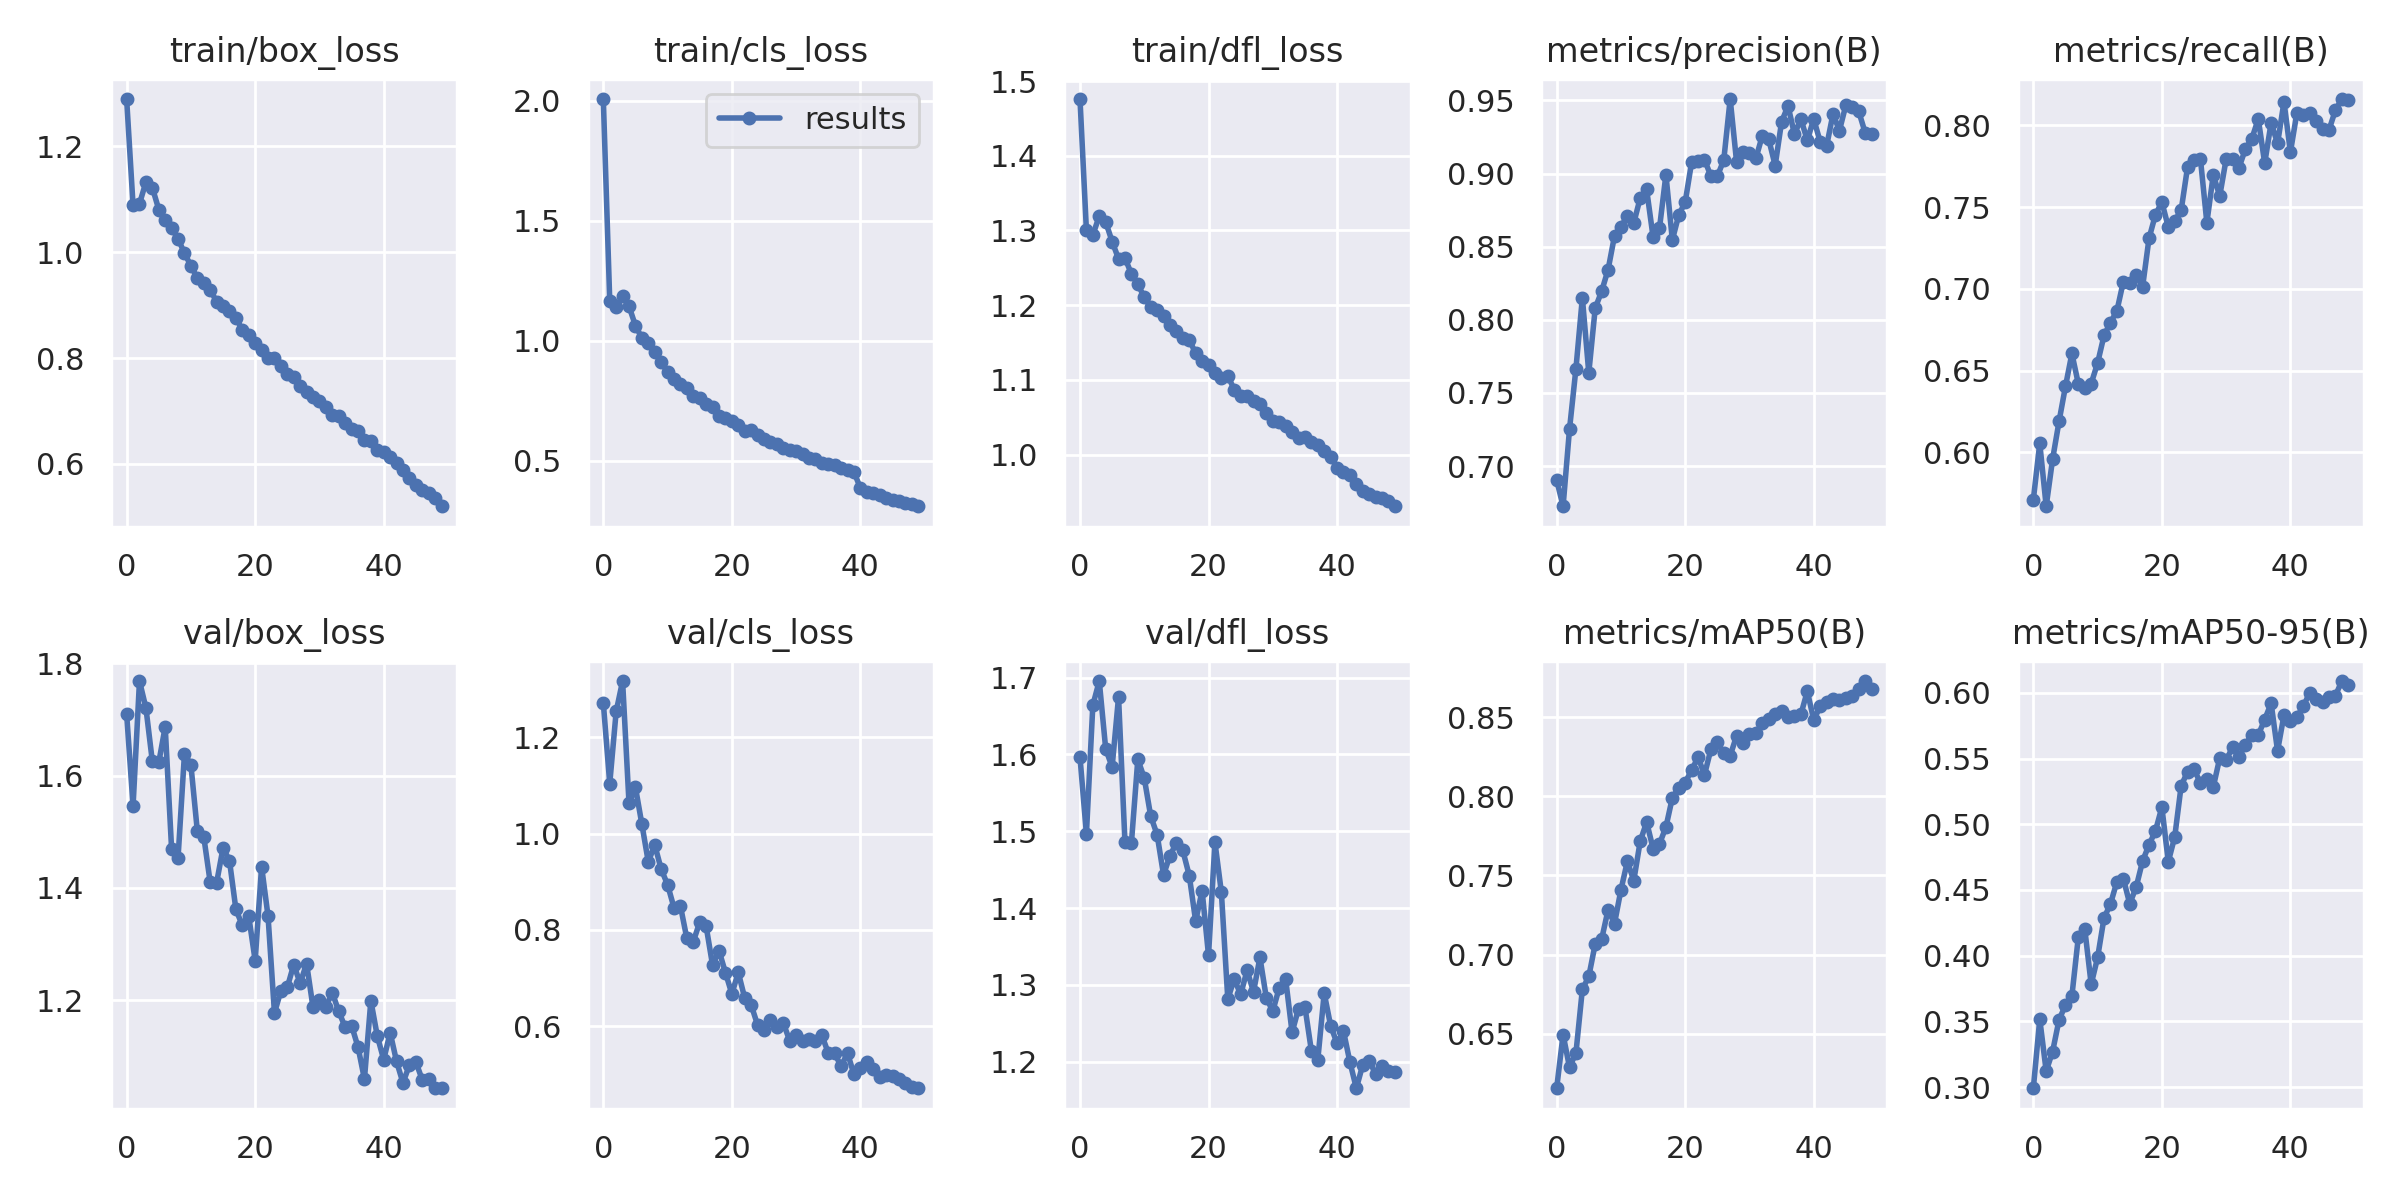 train/box_loss
1.2
1.0
0.8
0.6
0 20 40
train/cls_loss
results
2.0
1.5
1.0
0.5
0 20 40
train/dfl_loss
1.5
1.4
1.3
1.2
1.1
1.0
0 20 40
metrics/precision(B)
0.95
0.90
0.85
0.80
0.75
0.70
0 20 40
metrics/recall(B)
0.80
0.75
0.70
0.65
0.60
0 20 40
val/box_loss
1.8
1.6
1.4
1.2
0 20 40
val/cls_loss
1.2
1.0
0.8
0.6
0 20 40
val/dfl_loss
1.7
1.6
1.5
1.4
1.3
1.2
0 20 40
metrics/mAP50(B)
0.85
0.80
0.75
0.70
0.65
0 20 40
metrics/mAP50-95(B)
0.60
0.55
0.50
0.45
0.40
0.35
0.30
0 20 40